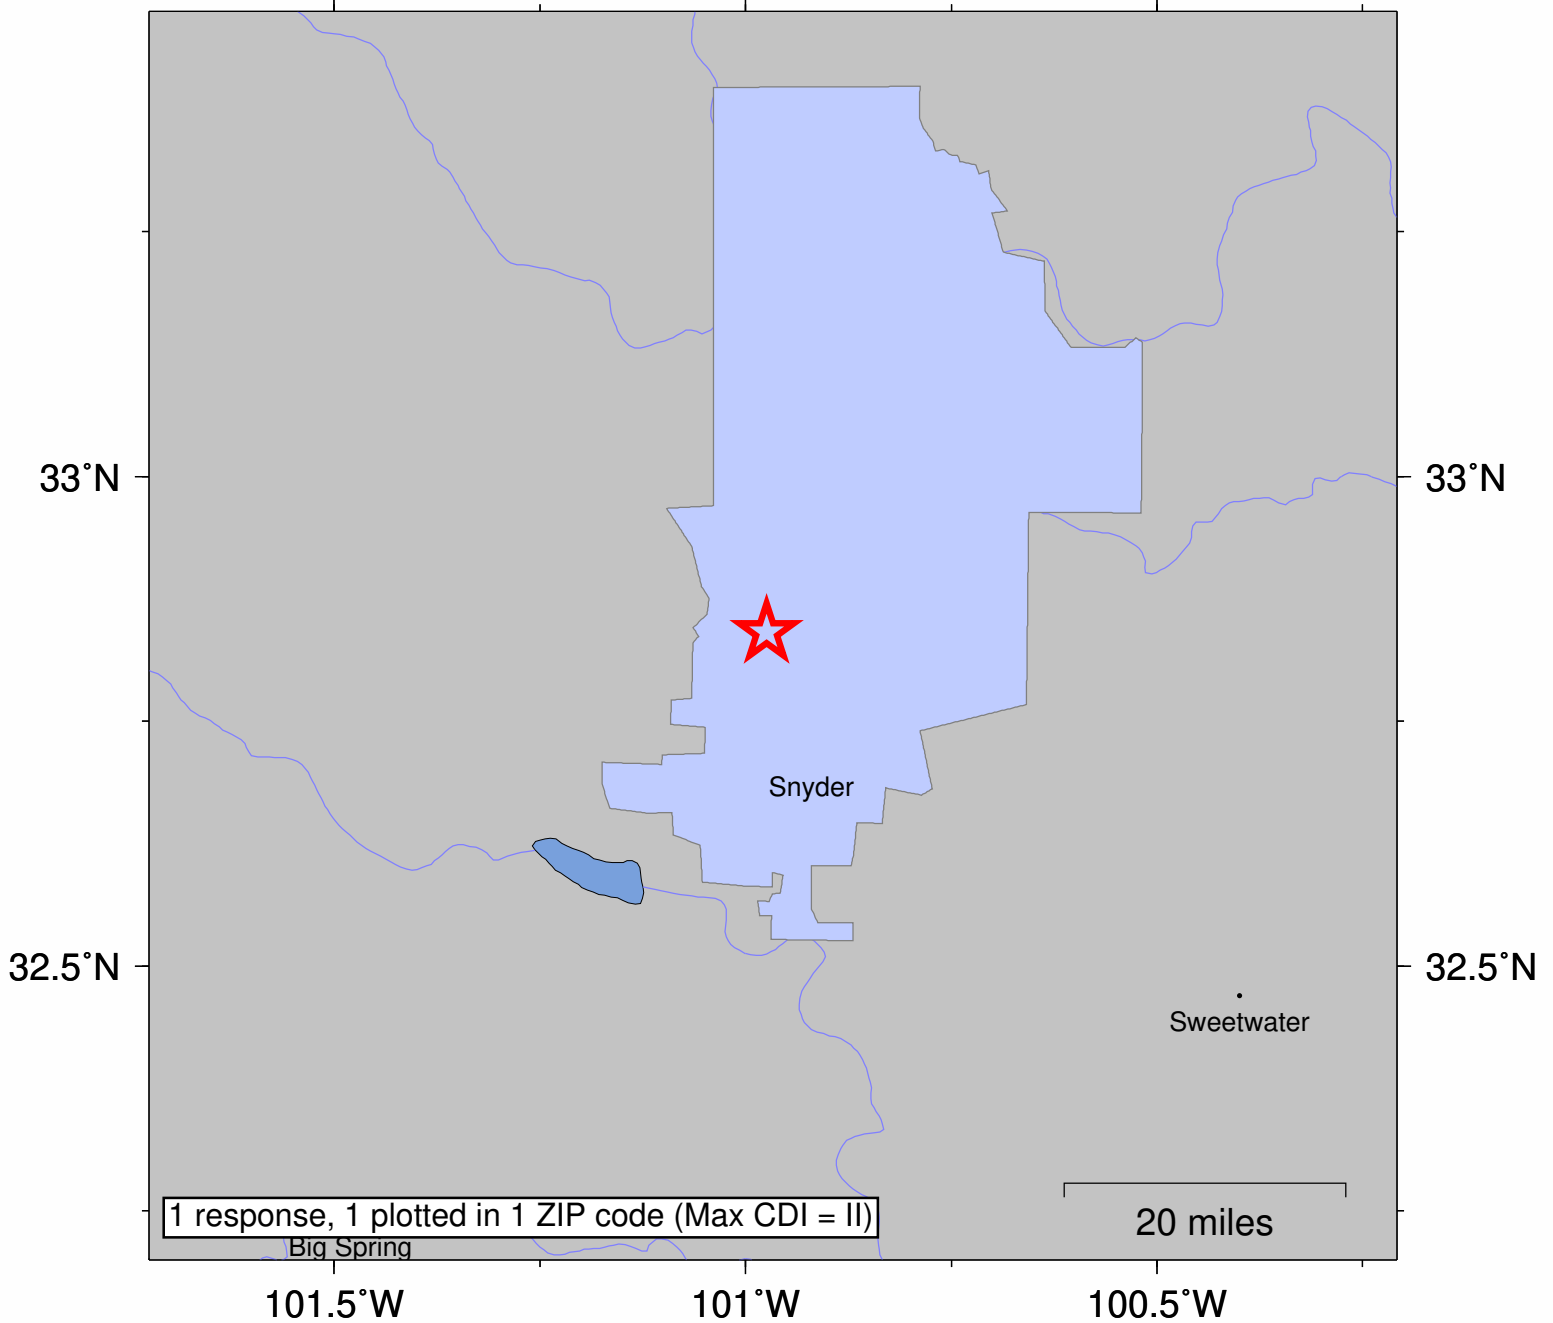 33˚N
33˚N
Snyder
32.5˚N
32.5˚N
Sweetwater
1 response, 1 plotted in 1 ZIP code (Max CDI = II)
20 miles
Big Spring
101.5˚W
101˚W
100.5˚W